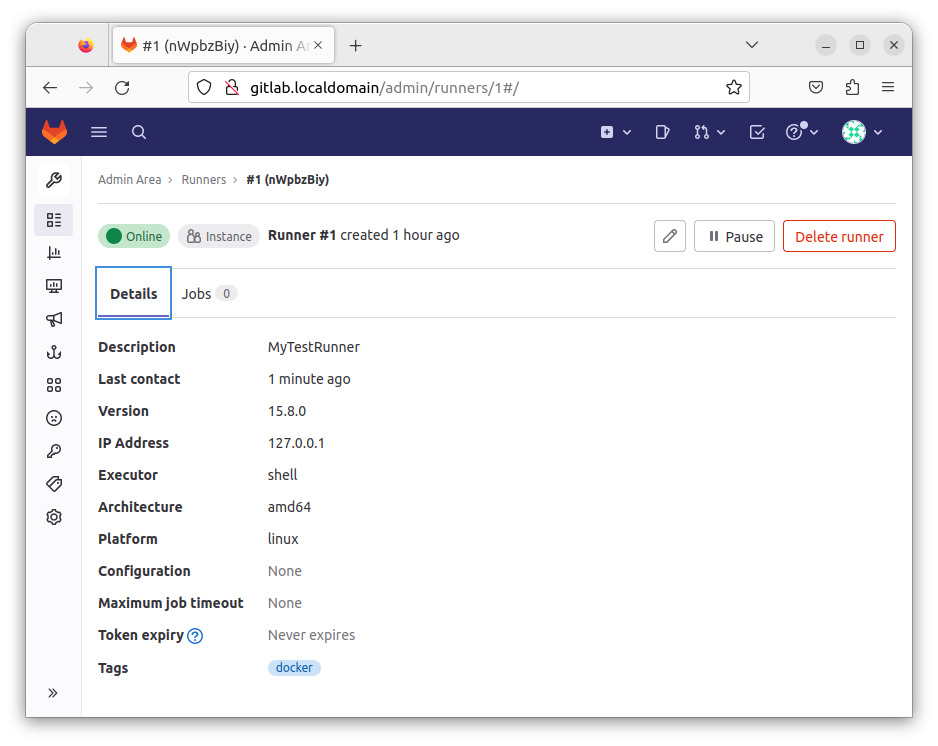 #1 (nWpbzBiy) · Admin A
gitlab.localdomain/admin/runners/1#/
Admin Area › Runners › #1 (nWpbzBiy)
Online Instance Runner #1 created 1 hour ago Pause Delete runner
Details Jobs 0
Description MyTestRunner
Last contact 1 minute ago
Version 15.8.0
IP Address 127.0.0.1
Executor shell
Architecture amd64
Platform linux
Configuration None
Maximum job timeout None
Token expiry Never expires
Tags docker